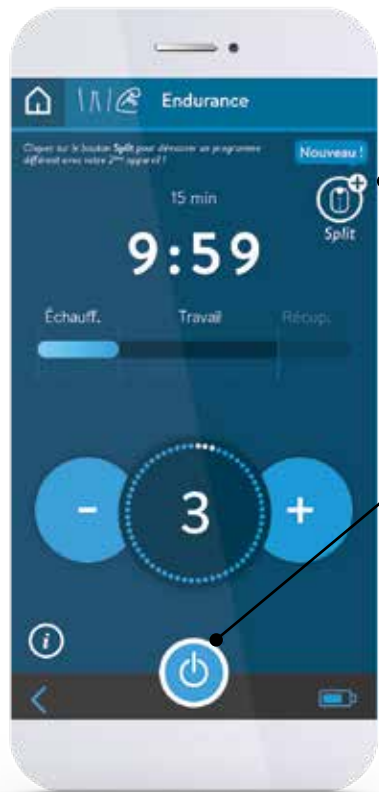 Endurance
Cliquez sur le bouton Split pour démarrer un programme
différent avec votre 2ème appareil !
Nouveau !
15 min
Split
9:59
Échauff.
Travail
Récup.
-
3
+
i